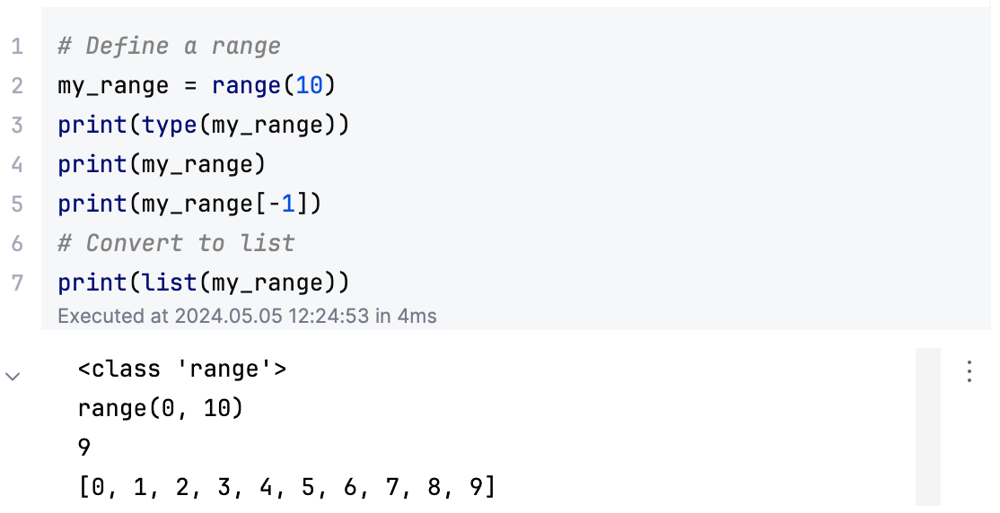 1 # Define a range
2 my_range = range(10)
3 print(type(my_range))
4 print(my_range)
5 print(my_range[-1])
6 # Convert to list
7 print(list(my_range))
Executed at 2024.05.05 12:24:53 in 4ms
<class 'range'>
range(0, 10)
9
[0, 1, 2, 3, 4, 5, 6, 7, 8, 9]